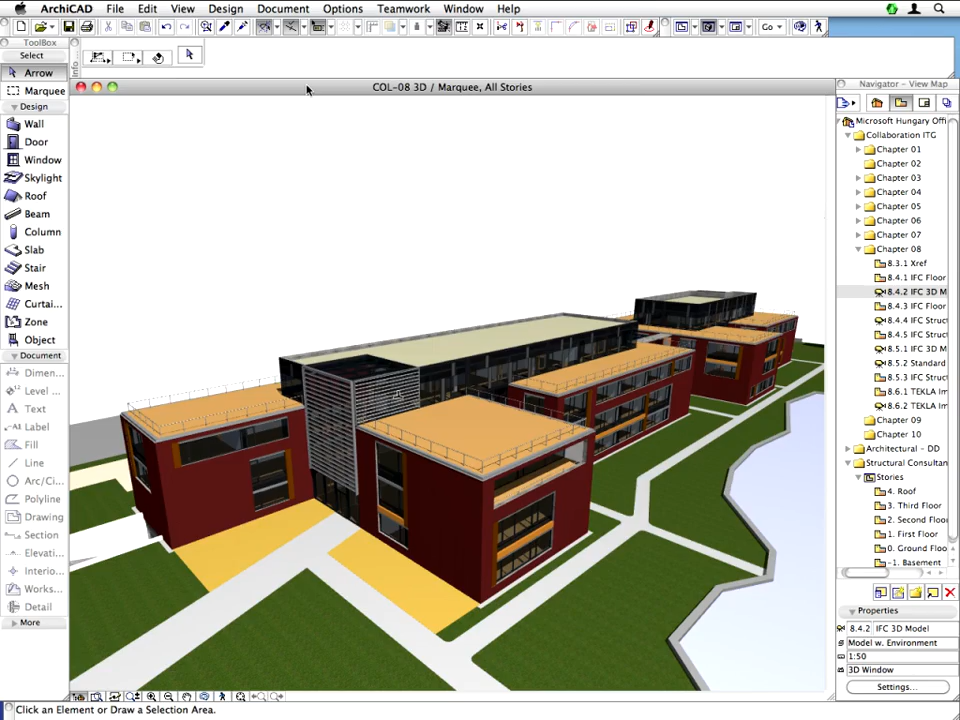 ArchiCAD File Edit View Design Document Options Teamwork Window Help
Go
ToolBox
Select
Arrow
Marquee
Design
Wall
Door
Window
Skylight
Roof
Beam
Column
Slab
Stair
Mesh
Curtai...
Zone
Object
Document
Dimen...
Level ...
Text
Label
Fill
Line
Arc/Ci...
Polyline
Drawing
Section
Elevati...
Interio...
Works...
Detail
More
Info...
COL-08 3D / Marquee, All Stories
Navigator - View Map
Microsoft Hungary Offi
Collaboration ITG
Chapter 01
Chapter 02
Chapter 03
Chapter 04
Chapter 05
Chapter 06
Chapter 07
Chapter 08
8.3.1 Xref
8.4.1 IFC Floor
8.4.2 IFC 3D M
8.4.3 IFC Floor
8.4.4 IFC Struc
8.4.5 IFC Struc
8.5.1 IFC 3D M
8.5.2 Standard
8.5.3 IFC Struc
8.6.1 TEKLA Im
8.6.2 TEKLA Im
Chapter 09
Chapter 10
Architectural - DD
Structural Consultan
Stories
4. Roof
3. Third Floor
2. Second Floo
1. First Floor
0. Ground Floo
-1. Basement
Properties
8.4.2 IFC 3D Model
Model w. Environment
1:50
3D Window
Settings...
Click an Element or Draw a Selection Area.